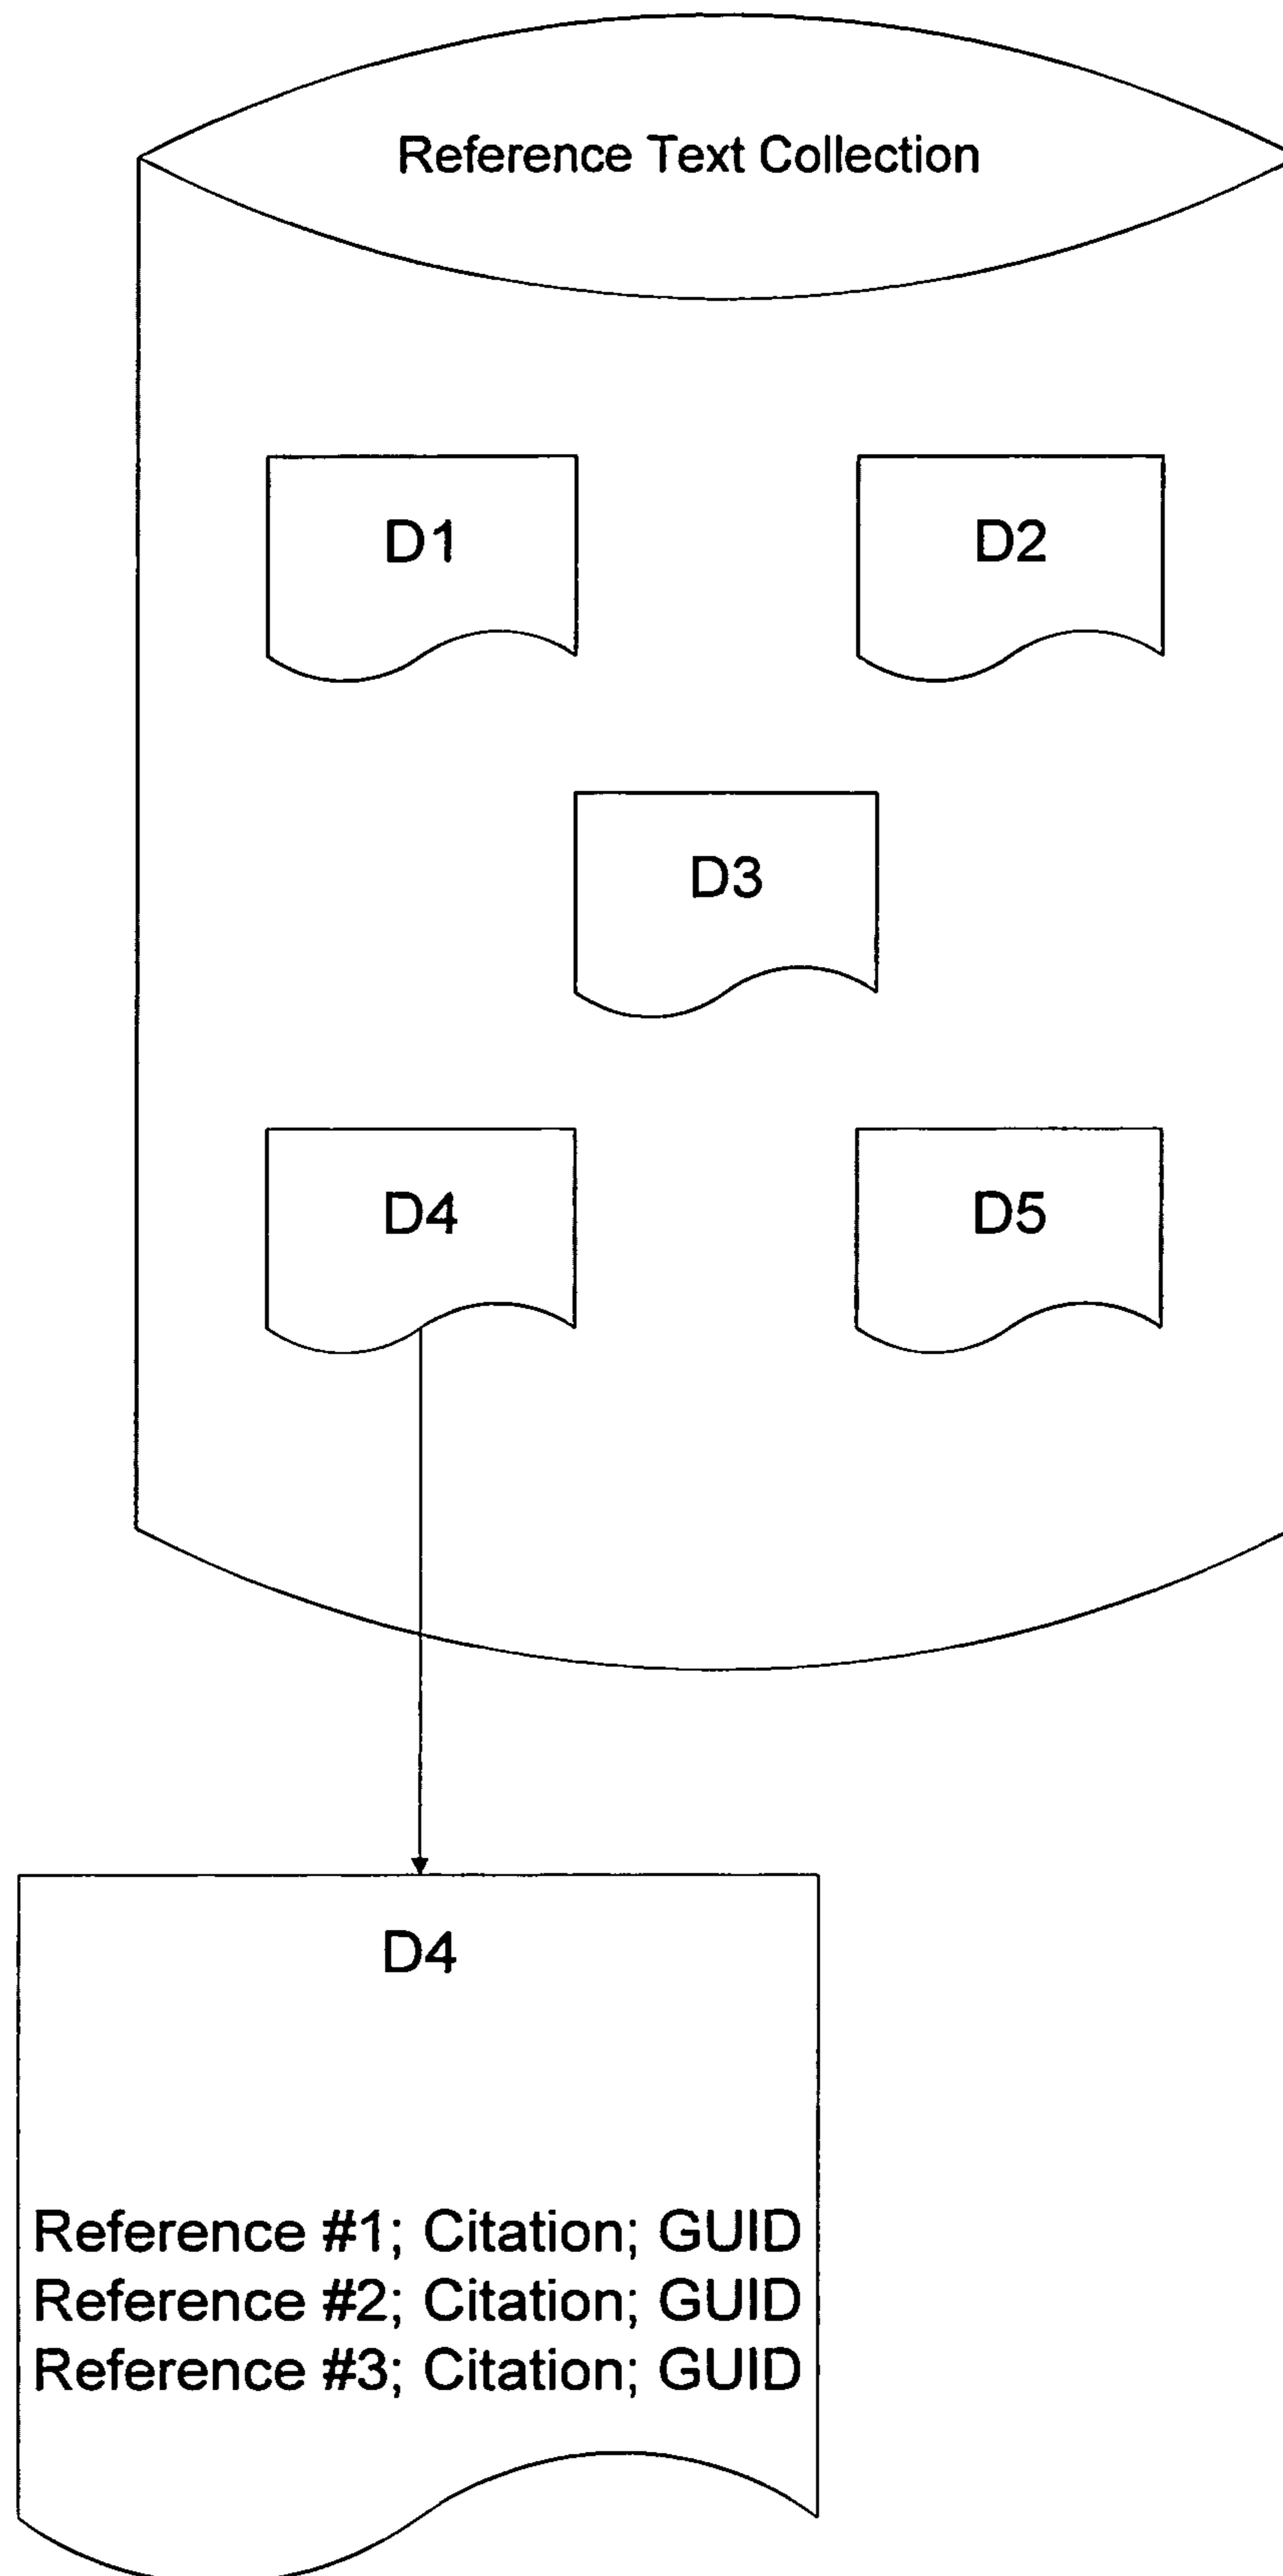 Reference Text Collection
D1
D2
D3
D4
D5
D4
Reference #1; Citation; GUID
Reference #2; Citation; GUID
Reference #3; Citation; GUID